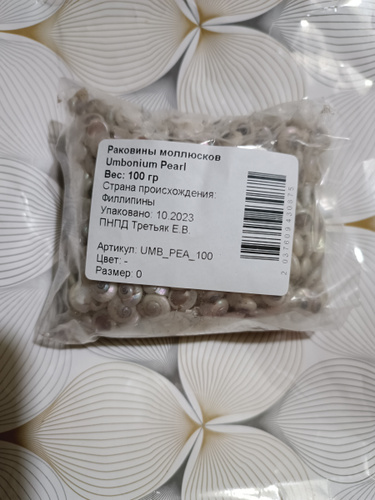 Раковины моллюсков
Umbonium Pearl
Вес: 100 гр
Страна происхождения:
Филлипины
Упаковано: 10.2023
ПНПД Третьяк Е.В.
Артикул: UMB_PEA_100
Цвет: -
Размер: 0
2037609430875